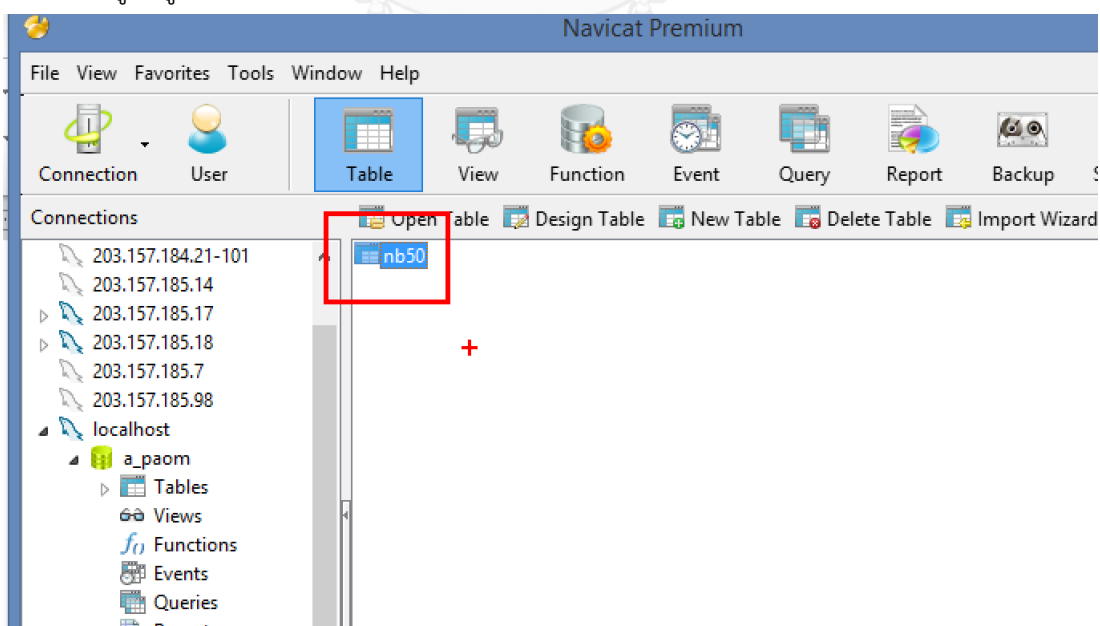 Navicat Premium
File View Favorites Tools Window Help
Connection User Table View Function Event Query Report Backup
Connections Open Table Design Table New Table Delete Table Import Wizard
nb50
203.157.184.21-101
203.157.185.14
203.157.185.17
203.157.185.18
203.157.185.7
203.157.185.98
localhost
a_paom
Tables
Views
Functions
Events
Queries